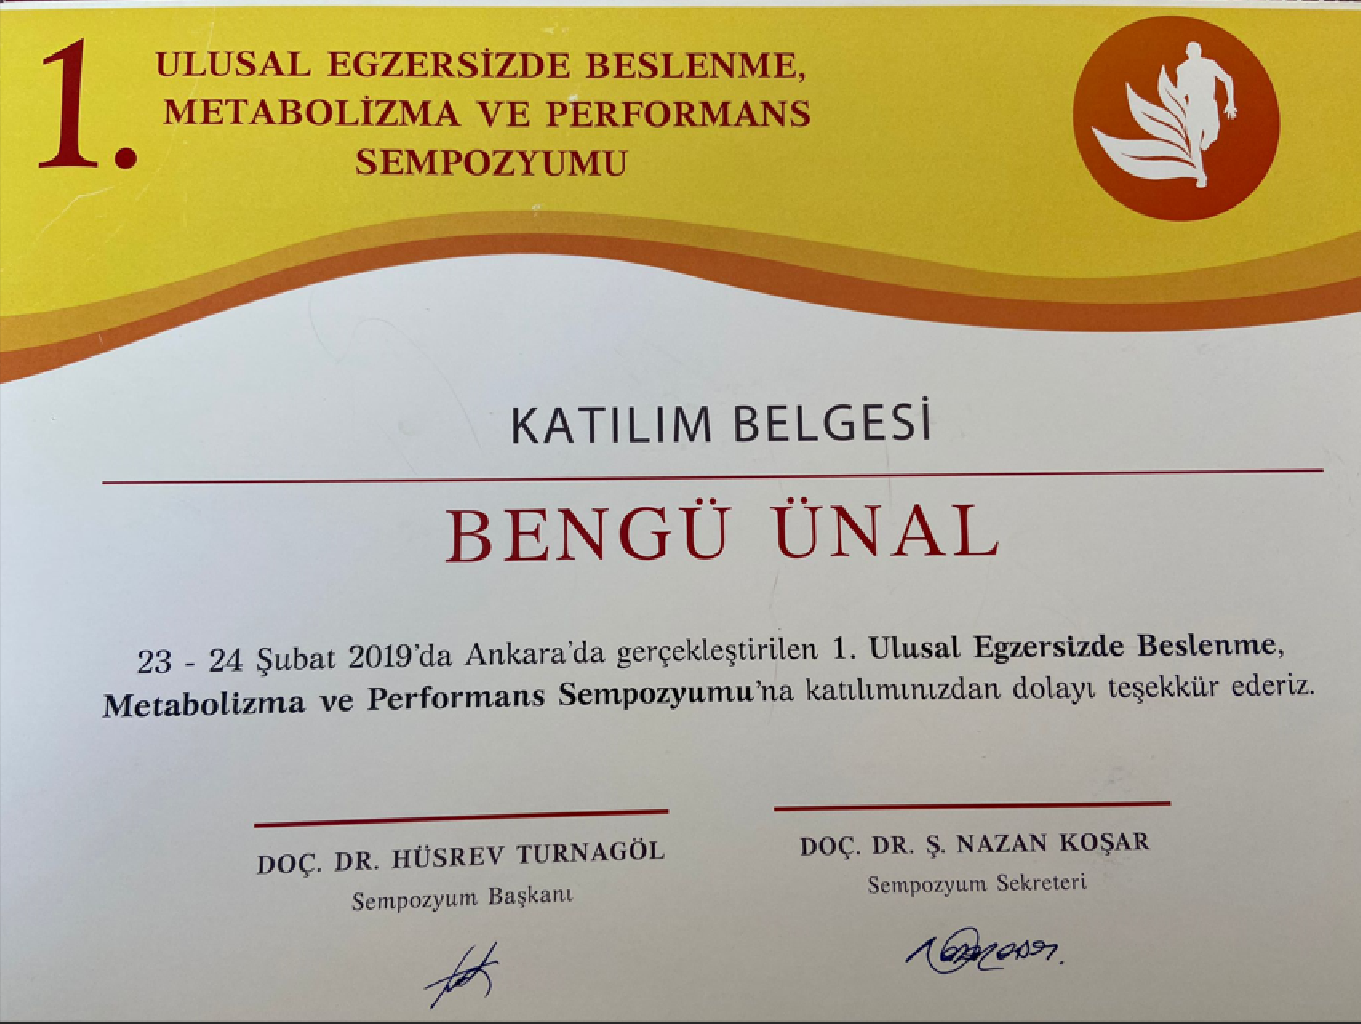 1.
ULUSAL EGZERSİZDE BESLENME,
METABOLİZMA VE PERFORMANS
SEMPOZYUMU
KATILIM BELGESİ
BENGÜ ÜNAL
23 - 24 Şubat 2019'da Ankara'da gerçekleştirilen 1. Ulusal Egzersizde Beslenme,
Metabolizma ve Performans Sempozyumu'na katılımınızdan dolayı teşekkür ederiz.
DOÇ. DR. HÜSREV TURNAGÖL
Sempozyum Başkanı
DOÇ. DR. Ş. NAZAN KOŞAR
Sempozyum Sekreteri